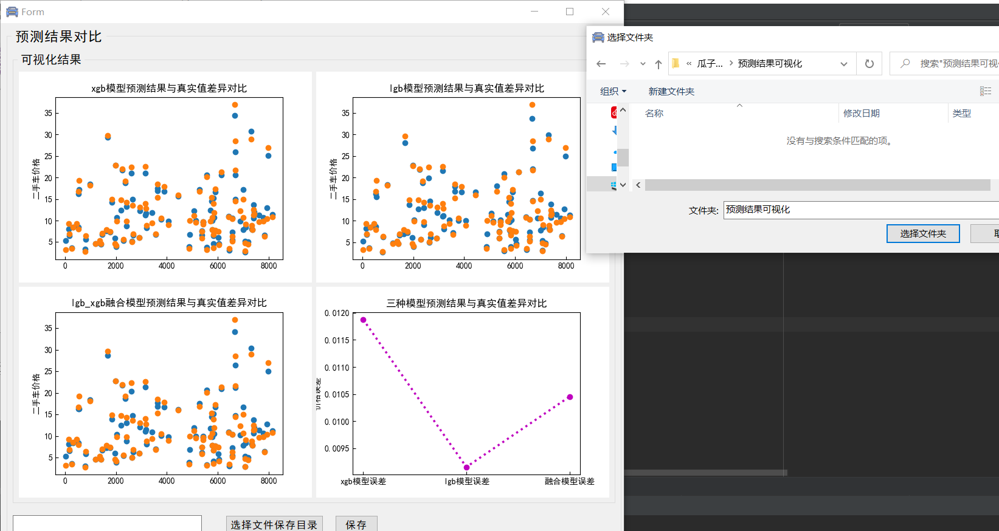 Form
预测结果对比
可视化结果
xgb模型预测结果与真实值差异对比
二手车价格
35
30
25
20
15
10
5
0 2000 4000 6000 8000
lgb模型预测结果与真实值差异对比
二手车价格
35
30
25
20
15
10
5
0 2000 4000 6000 8000
lgb_xgb融合模型预测结果与真实值差异对比
二手车价格
35
30
25
20
15
10
5
0 2000 4000 6000 8000
三种模型预测结果与真实值差异对比
价格误差
0.0120
0.0115
0.0110
0.0105
0.0100
0.0095
xgb模型误差 lgb模型误差 融合模型误差
选择文件保存目录 保存
选择文件夹
« 瓜子... › 预测结果可视化
搜索"预测结果可视化
组织 新建文件夹
名称 修改日期 类型
没有与搜索条件匹配的项。
文件夹: 预测结果可视化
选择文件夹